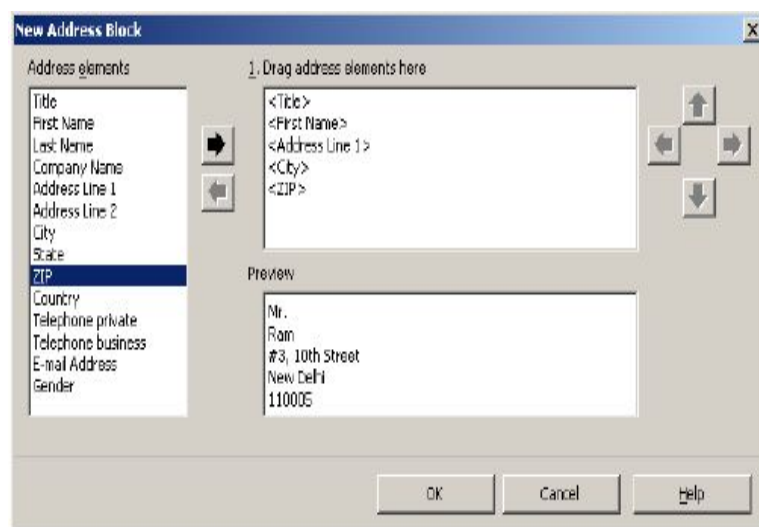 New Address Block
Address elements
Title
First Name
Last Name
Company Name
Address Line 1
Address Line 2
City
State
ZIP
Country
Telephone private
Telephone business
E-mail Address
Gender
1. Drag address elements here
<Title>
<First Name>
<Address Line 1>
<City>
<ZIP>
Preview
Mr.
Ram
#3, 10th Street
New Delhi
110005
OK
Cancel
Help